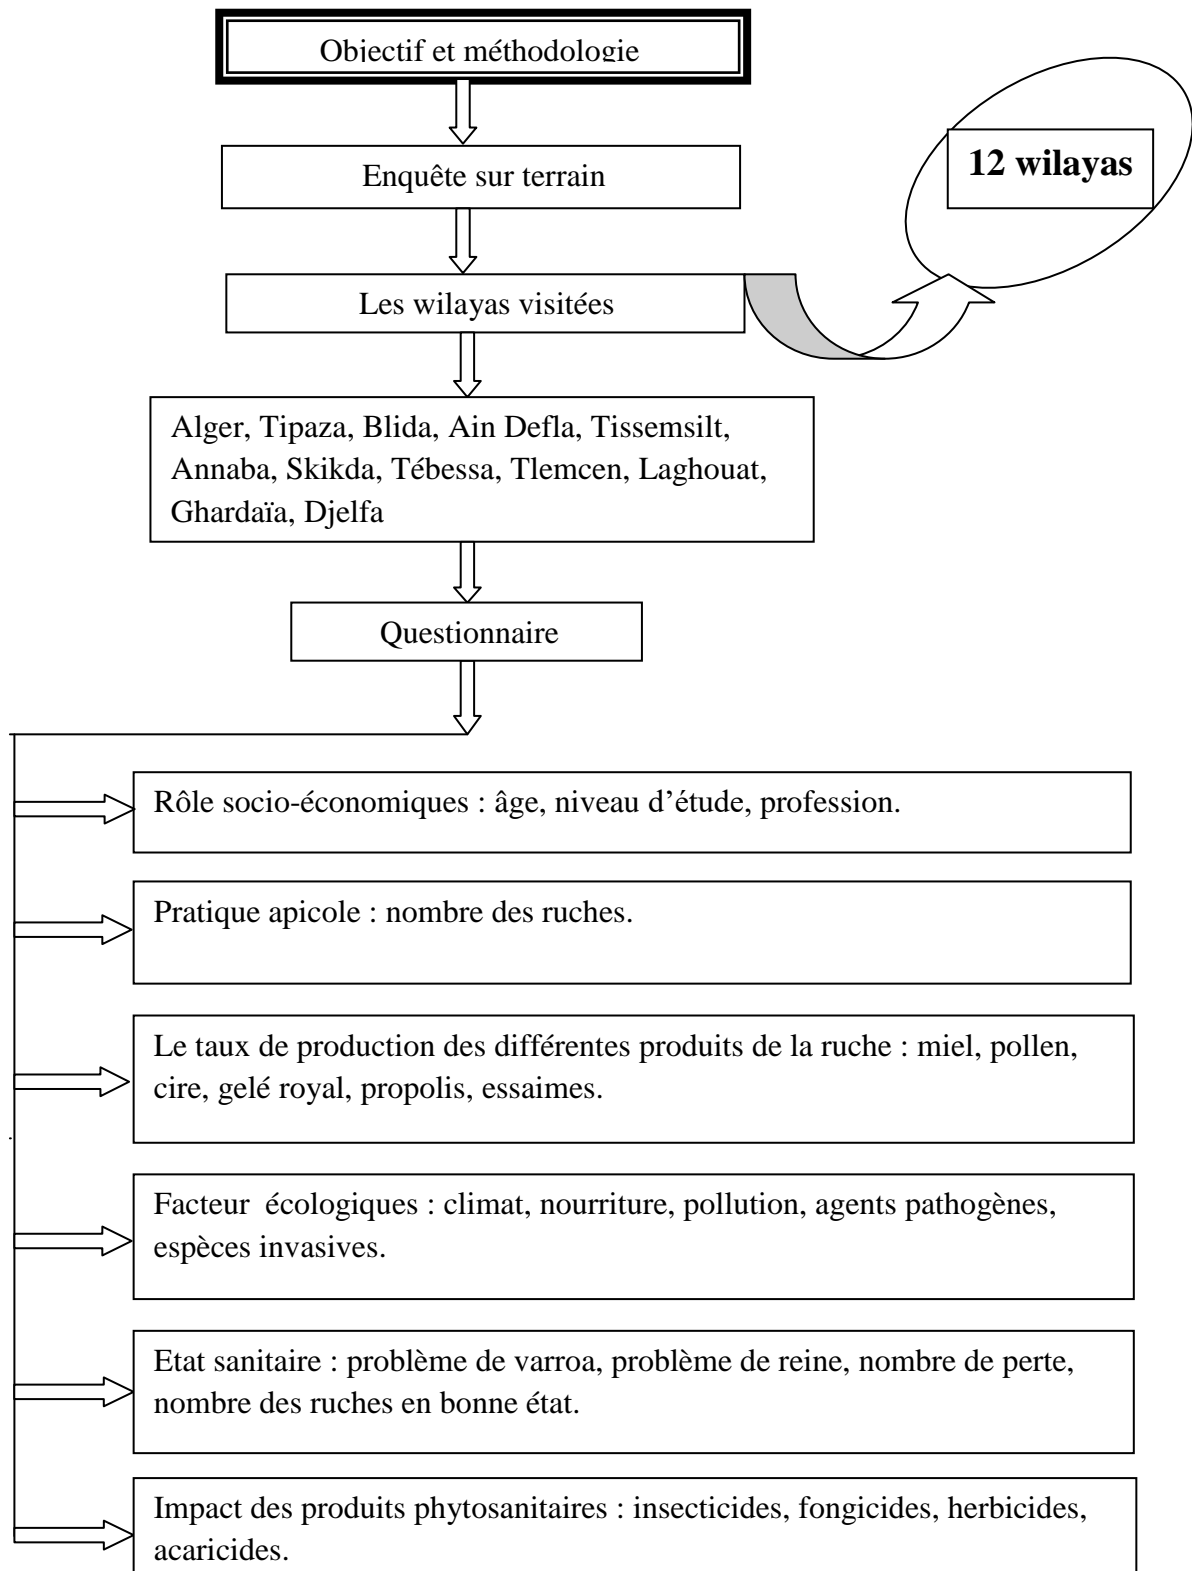 Objectif et méthodologie
12 wilayas
Enquête sur terrain
Les wilayas visitées
Alger, Tipaza, Blida, Ain Defla, Tissemsilt,
Annaba, Skikda, Tébessa, Tlemcen, Laghouat,
Ghardaïa, Djelfa
Questionnaire
Rôle socio-économiques : âge, niveau d’étude, profession.
Pratique apicole : nombre des ruches.
Le taux de production des différentes produits de la ruche : miel, pollen,
cire, gelé royal, propolis, essaimes.
Facteur écologiques : climat, nourriture, pollution, agents pathogènes,
espèces invasives.
Etat sanitaire : problème de varroa, problème de reine, nombre de perte,
nombre des ruches en bonne état.
Impact des produits phytosanitaires : insecticides, fongicides, herbicides,
acaricides.